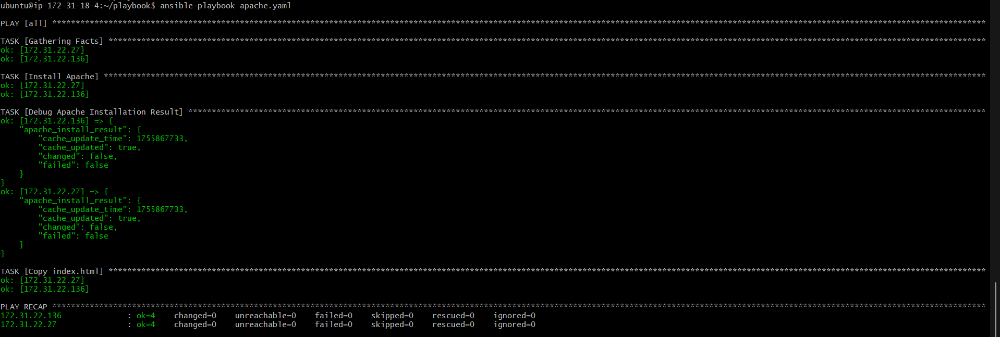 ubuntu@ip-172-31-18-4:~/playbook$ ansible-playbook apache.yaml
PLAY [all] ***************************************************************************************************************************************************************************************************
TASK [Gathering Facts] ***************************************************************************************************************************************************************************************
ok: [172.31.22.27]
ok: [172.31.22.136]
TASK [Install Apache] ****************************************************************************************************************************************************************************************
ok: [172.31.22.27]
ok: [172.31.22.136]
TASK [Debug Apache Installation Result] **********************************************************************************************************************************************************************
ok: [172.31.22.136] => {
    "apache_install_result": {
        "cache_update_time": 1755867733,
        "cache_updated": true,
        "changed": false,
        "failed": false
    }
}
ok: [172.31.22.27] => {
    "apache_install_result": {
        "cache_update_time": 1755867733,
        "cache_updated": true,
        "changed": false,
        "failed": false
    }
}
TASK [Copy index.html] ***************************************************************************************************************************************************************************************
ok: [172.31.22.27]
ok: [172.31.22.136]
PLAY RECAP ***************************************************************************************************************************************************************************************************
172.31.22.136              : ok=4    changed=0    unreachable=0    failed=0    skipped=0    rescued=0    ignored=0
172.31.22.27               : ok=4    changed=0    unreachable=0    failed=0    skipped=0    rescued=0    ignored=0